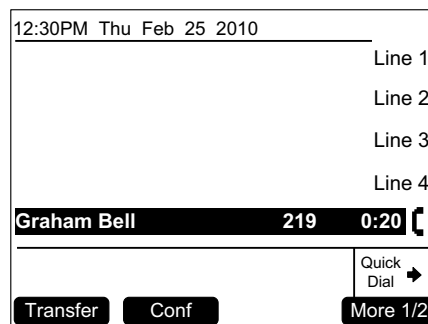 12:30PM Thu Feb 25 2010
Line 1
Line 2
Line 3
Line 4
Graham Bell 219 0:20
Quick
Dial
Transfer Conf More 1/2